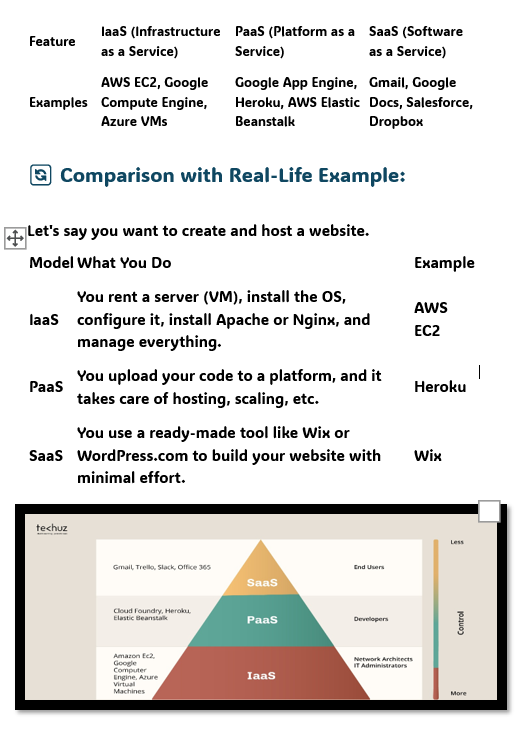 Feature
IaaS (Infrastructure
as a Service)
PaaS (Platform as a
Service)
SaaS (Software
as a Service)
Examples
AWS EC2, Google
Compute Engine,
Azure VMs
Google App Engine,
Heroku, AWS Elastic
Beanstalk
Gmail, Google
Docs, Salesforce,
Dropbox
Comparison with Real-Life Example:
Let's say you want to create and host a website.
Model What You Do Example
IaaS
You rent a server (VM), install the OS,
configure it, install Apache or Nginx, and
manage everything.
AWS
EC2
PaaS
You upload your code to a platform, and it
takes care of hosting, scaling, etc.
Heroku
SaaS
You use a ready-made tool like Wix or
WordPress.com to build your website with
minimal effort.
Wix
techuz
Gmail, Trello, Slack, Office 365
SaaS
End Users
Cloud Foundry, Heroku,
Elastic Beanstalk
PaaS
Developers
Amazon Ec2,
Google
Computer
Engine, Azure
Virtual
Machines
IaaS
Network Architects
IT Administrators
Less
Control
More